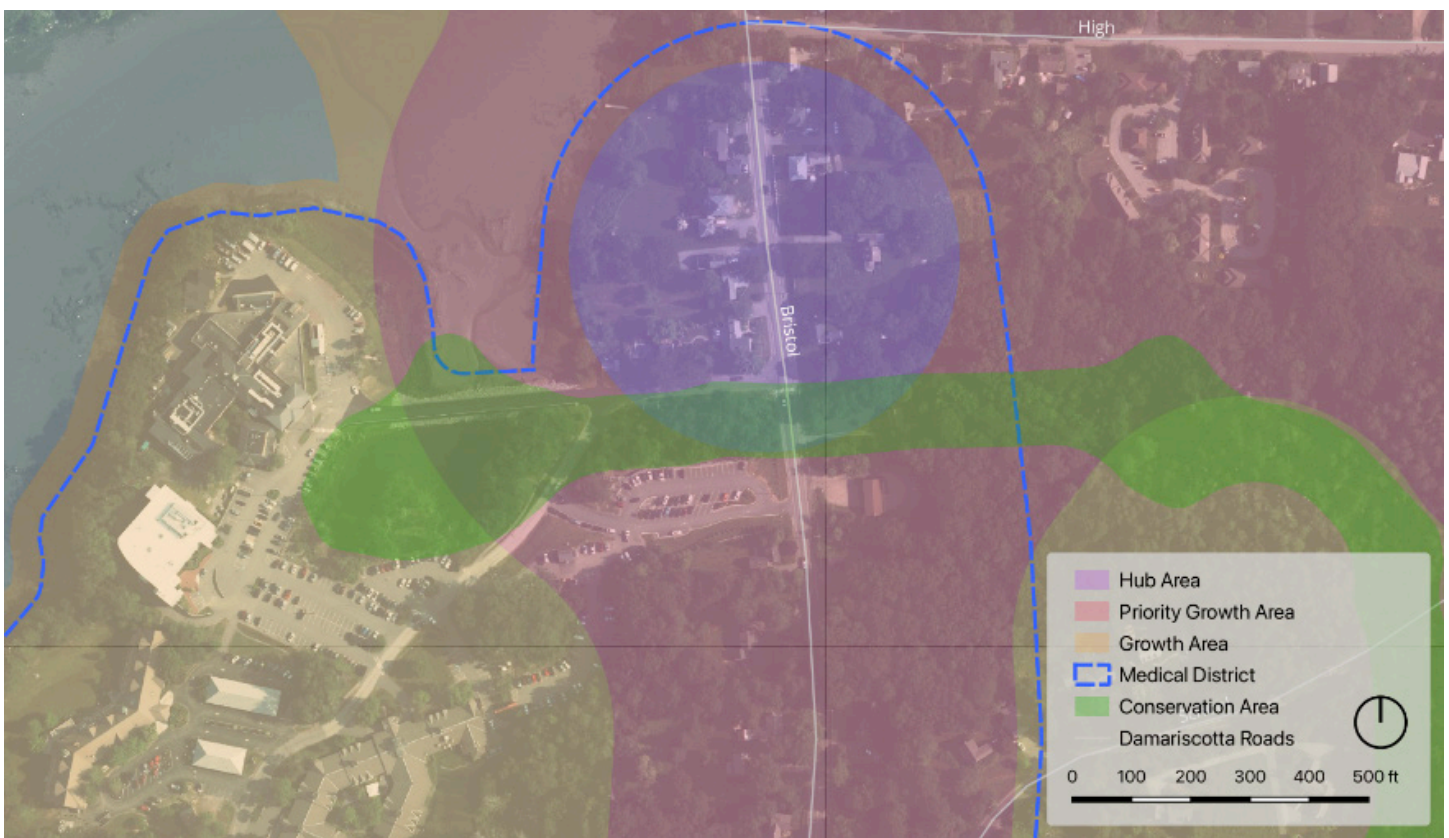 High
Bristol
Hub Area
Priority Growth Area
Growth Area
Medical District
Conservation Area
Damariscotta Roads
0 100 200 300 400 500 ft